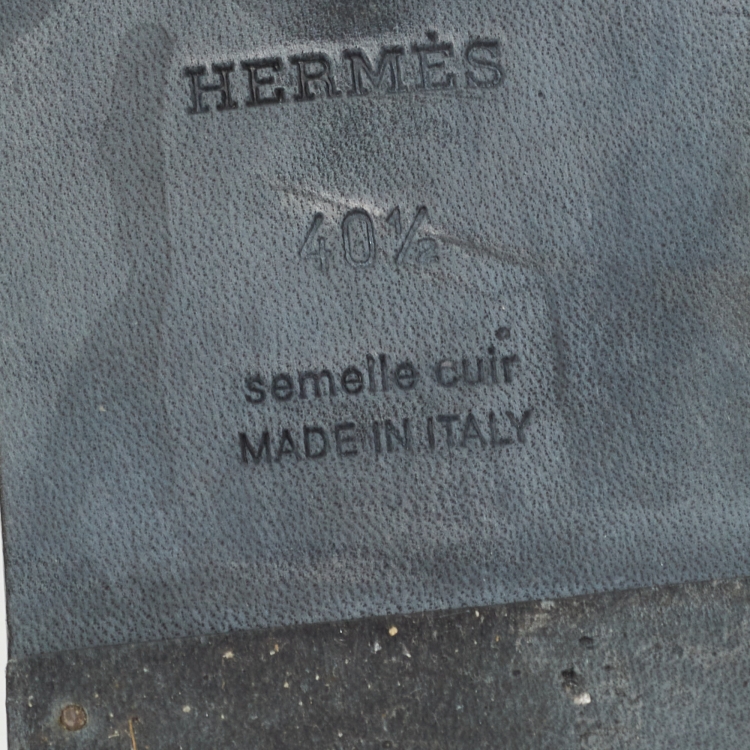 HERMÈS
40½
semelle cuir
MADE IN ITALY